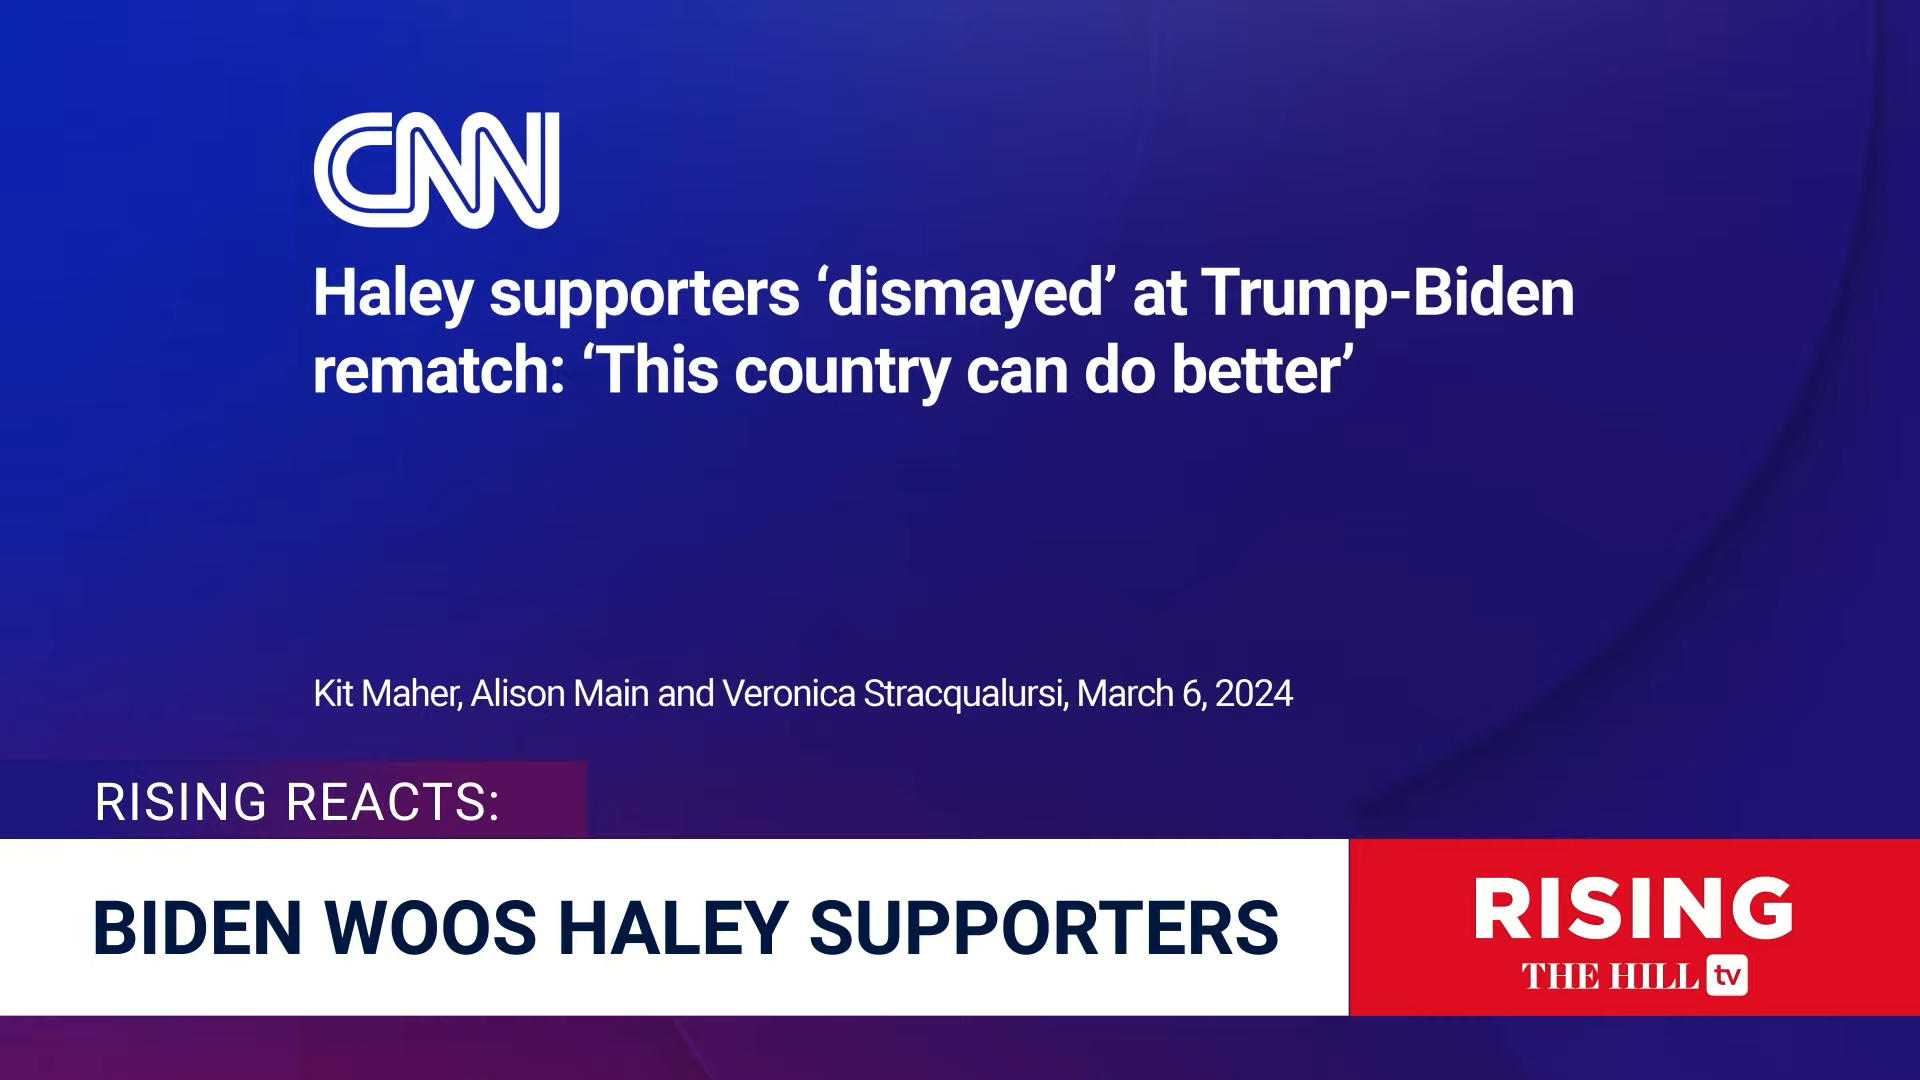 CNN
Haley supporters ‘dismayed’ at Trump-Biden
rematch: ‘This country can do better’
Kit Maher, Alison Main and Veronica Stracqualursi, March 6, 2024
RISING REACTS:
BIDEN WOOS HALEY SUPPORTERS
RISING
THE HILL tv